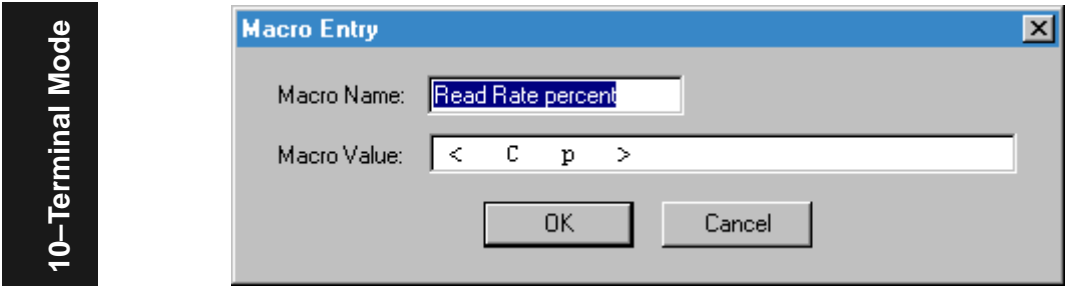 10–Terminal Mode
Macro Entry
Macro Name: Read Rate percent
Macro Value: < C p >
OK Cancel